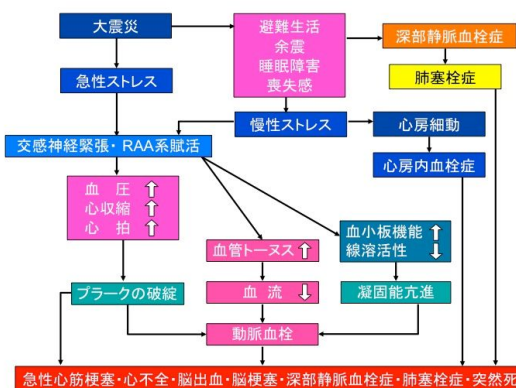 大震災
避難生活
余震
睡眠障害
喪失感
深部静脈血栓症
肺塞栓症
急性ストレス
慢性ストレス
心房細動
交感神経緊張・RAA系賦活
心房内血栓症
血 圧 ⇧
心収縮 ⇧
心 拍 ⇧
血管トーヌス ⇧
血小板機能 ⇧
線溶活性 ⇩
プラークの破綻
血 流 ⇩
凝固能亢進
動脈血栓
急性心筋梗塞・心不全・脳出血・脳梗塞・深部静脈血栓症・肺塞栓症・突然死